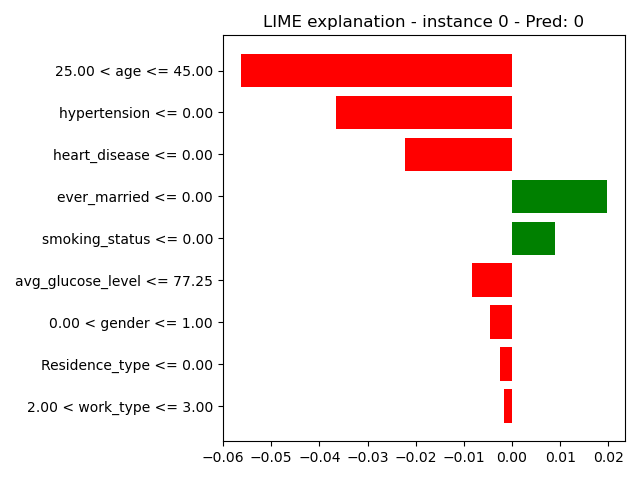 LIME explanation - instance 0 - Pred: 0
25.00 < age <= 45.00
hypertension <= 0.00
heart_disease <= 0.00
ever_married <= 0.00
smoking_status <= 0.00
avg_glucose_level <= 77.25
0.00 < gender <= 1.00
Residence_type <= 0.00
2.00 < work_type <= 3.00
−0.06 −0.05 −0.04 −0.03 −0.02 −0.01 0.00 0.01 0.02